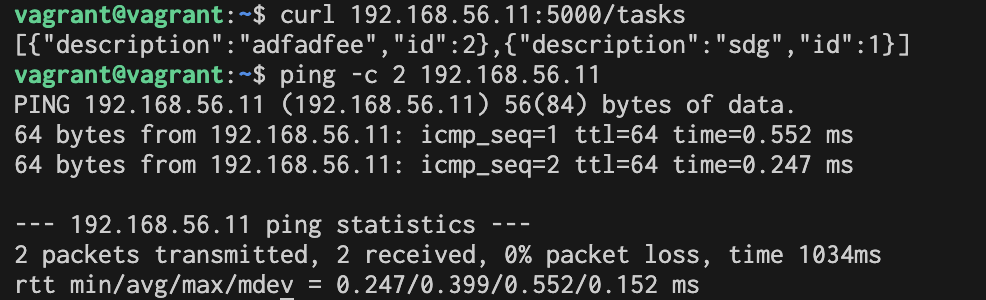 vagrant@vagrant:~$ curl 192.168.56.11:5000/tasks
[{"description":"adfadfee","id":2},{"description":"sdg","id":1}]
vagrant@vagrant:~$ ping -c 2 192.168.56.11
PING 192.168.56.11 (192.168.56.11) 56(84) bytes of data.
64 bytes from 192.168.56.11: icmp_seq=1 ttl=64 time=0.552 ms
64 bytes from 192.168.56.11: icmp_seq=2 ttl=64 time=0.247 ms

--- 192.168.56.11 ping statistics ---
2 packets transmitted, 2 received, 0% packet loss, time 1034ms
rtt min/avg/max/mdev = 0.247/0.399/0.552/0.152 ms